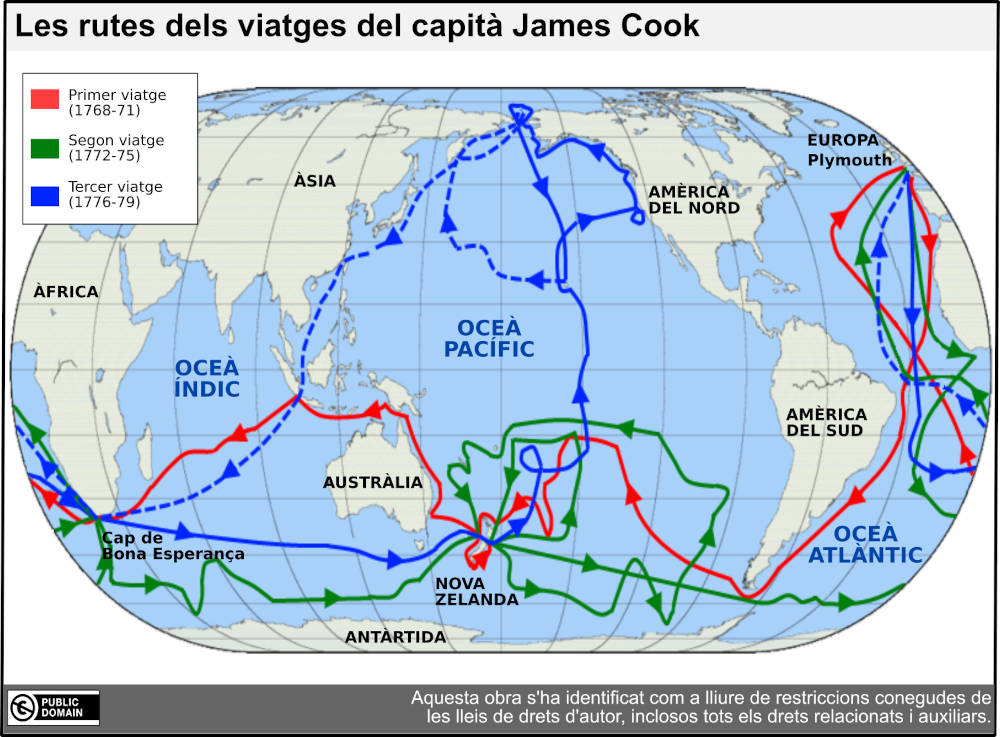 Les rutes dels viatges del capità James Cook
Primer viatge
(1768-71)
Segon viatge
(1772-75)
Tercer viatge
(1776-79)
EUROPA
Plymouth
ÀSIA
AMÈRICA
DEL NORD
ÀFRICA
OCEÀ
PACÍFIC
OCEÀ
ÍNDIC
AMÈRICA
DEL SUD
AUSTRÀLIA
Cap de
Bona Esperança
OCEÀ
ATLÀNTIC
NOVA
ZELANDA
ANTÀRTIDA
PUBLIC
DOMAIN
Aquesta obra s'ha identificat com a lliure de restriccions conegudes de
les lleis de drets d'autor, inclosos tots els drets relacionats i auxiliars.